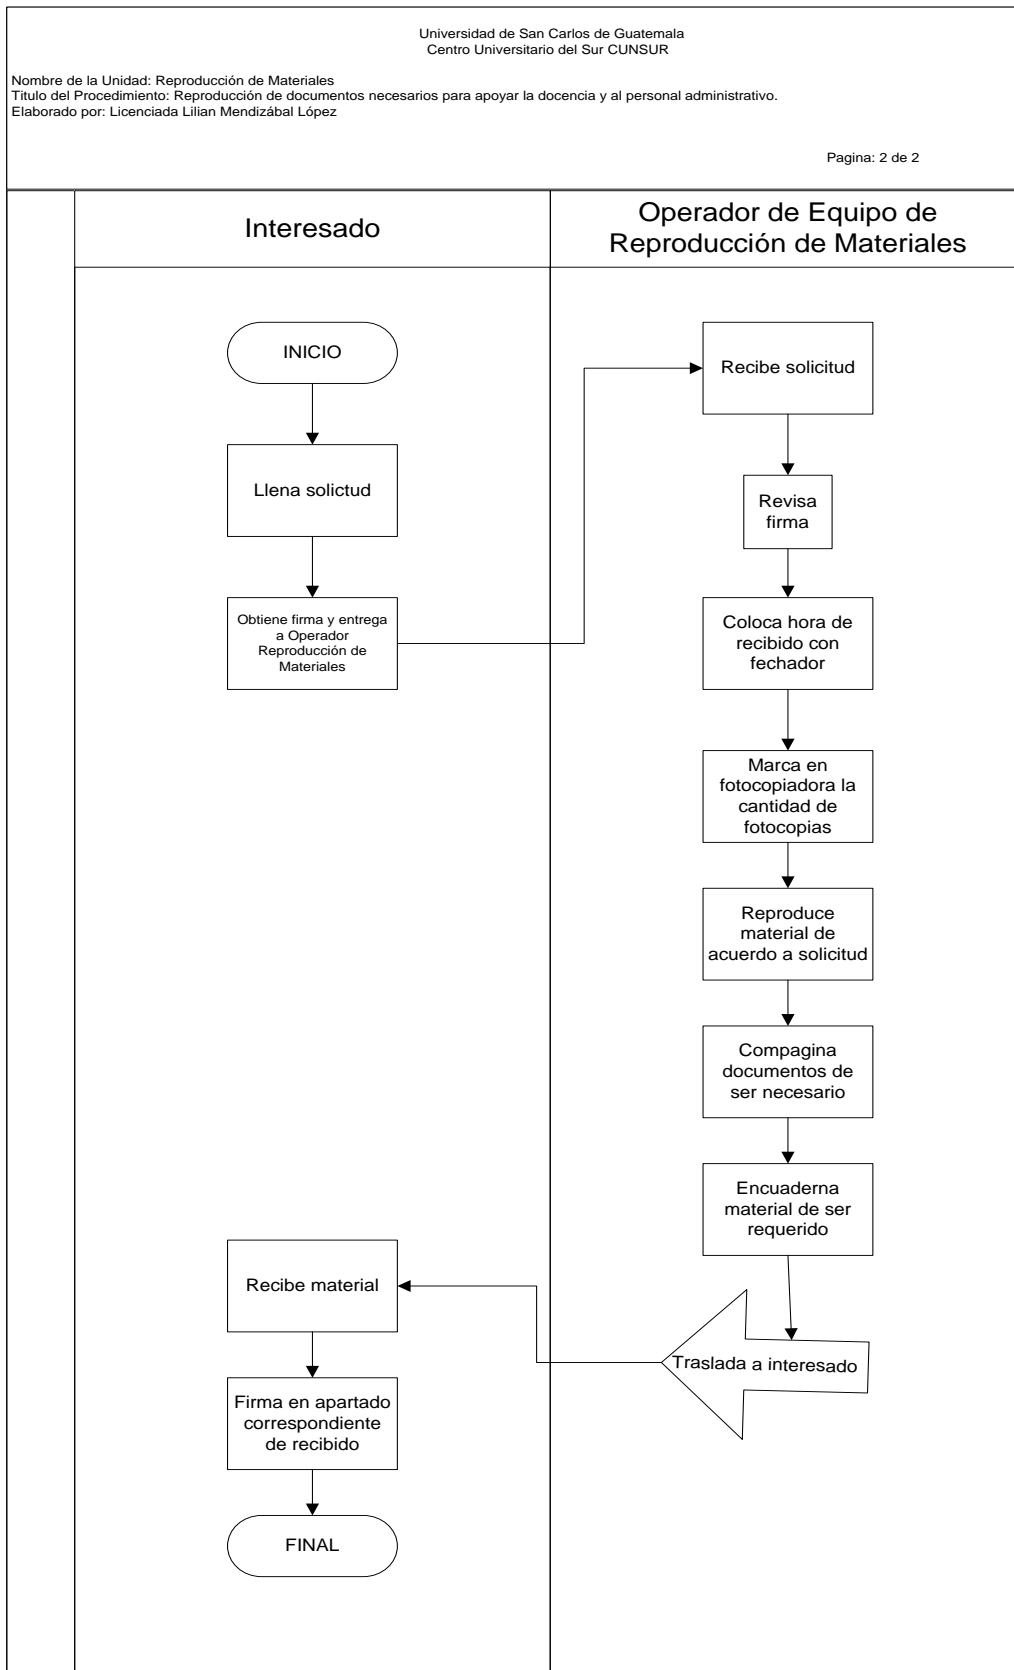 Universidad de San Carlos de Guatemala
Centro Universitario del Sur CUNSUR
Nombre de la Unidad: Reproducción de Materiales
Titulo del Procedimiento: Reproducción de documentos necesarios para apoyar la docencia y al personal administrativo.
Elaborado por: Licenciada Lilian Mendizábal López
Pagina: 2 de 2
Interesado
Operador de Equipo de
Reproducción de Materiales
INICIO
Llena solictud
Obtiene firma y entrega
a Operador
Reproducción de
Materiales
Recibe solicitud
Revisa
firma
Coloca hora de
recibido con
fechador
Marca en
fotocopiadora la
cantidad de
fotocopias
Reproduce
material de
acuerdo a solicitud
Compagina
documentos de
ser necesario
Encuaderna
material de ser
requerido
Traslada a interesado
Recibe material
Firma en apartado
correspondiente
de recibido
FINAL